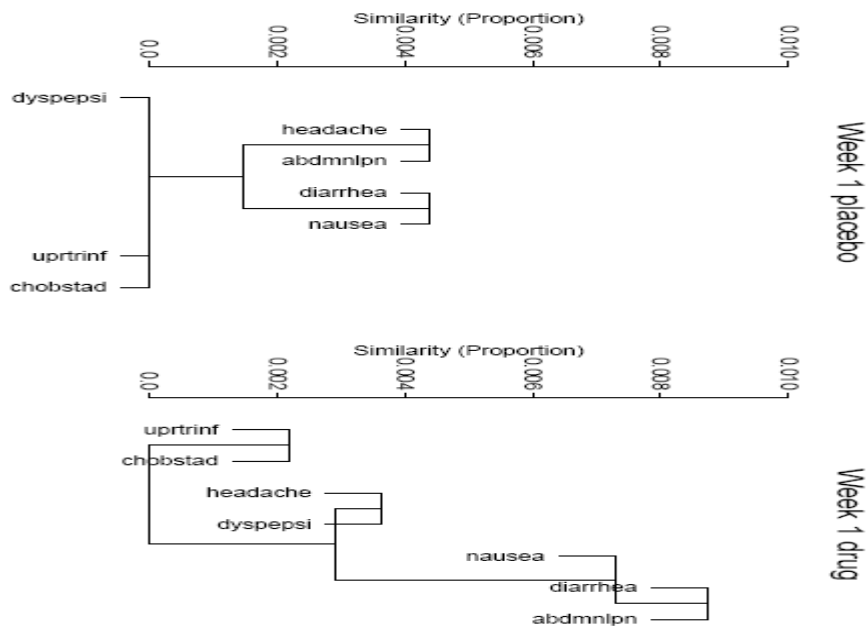 Similarity (Proportion)
0.0 0.002 0.004 0.006 0.008 0.010
dyspepsi
headache
abdmnlpn
diarrhea
nausea
uprtrinf
chobstad
Week 1 placebo
Similarity (Proportion)
0.0 0.002 0.004 0.006 0.008 0.010
uprtrinf
chobstad
headache
dyspepsi
nausea
diarrhea
abdmnlpn
Week 1 drug